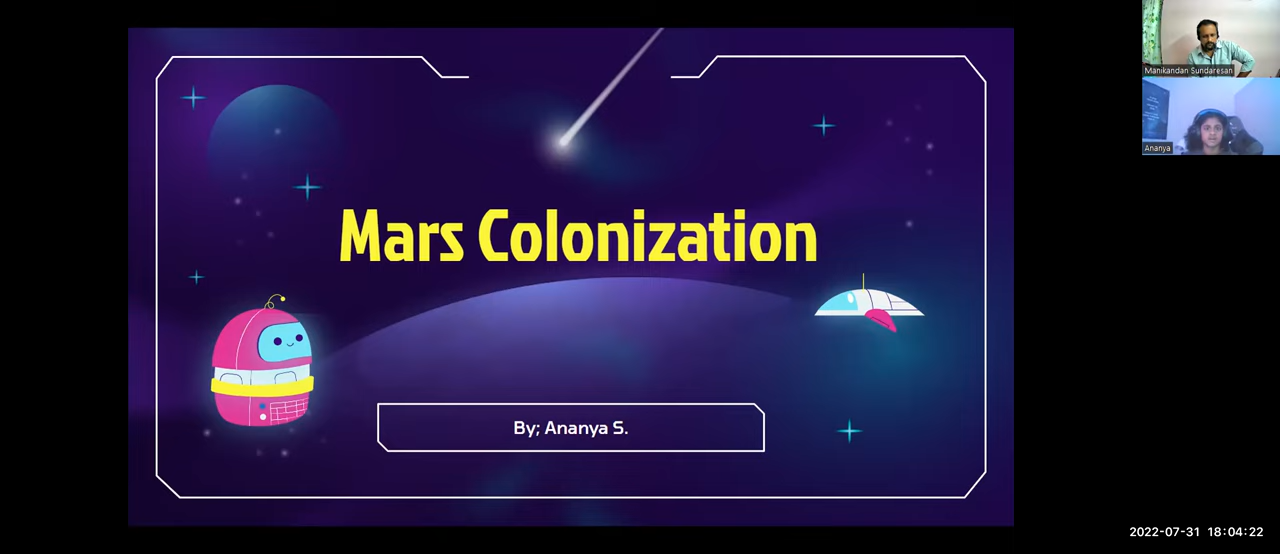 Mars Colonization
By; Ananya S.
Manikandan Sundaresan
Ananya
2022-07-31 18:04:22